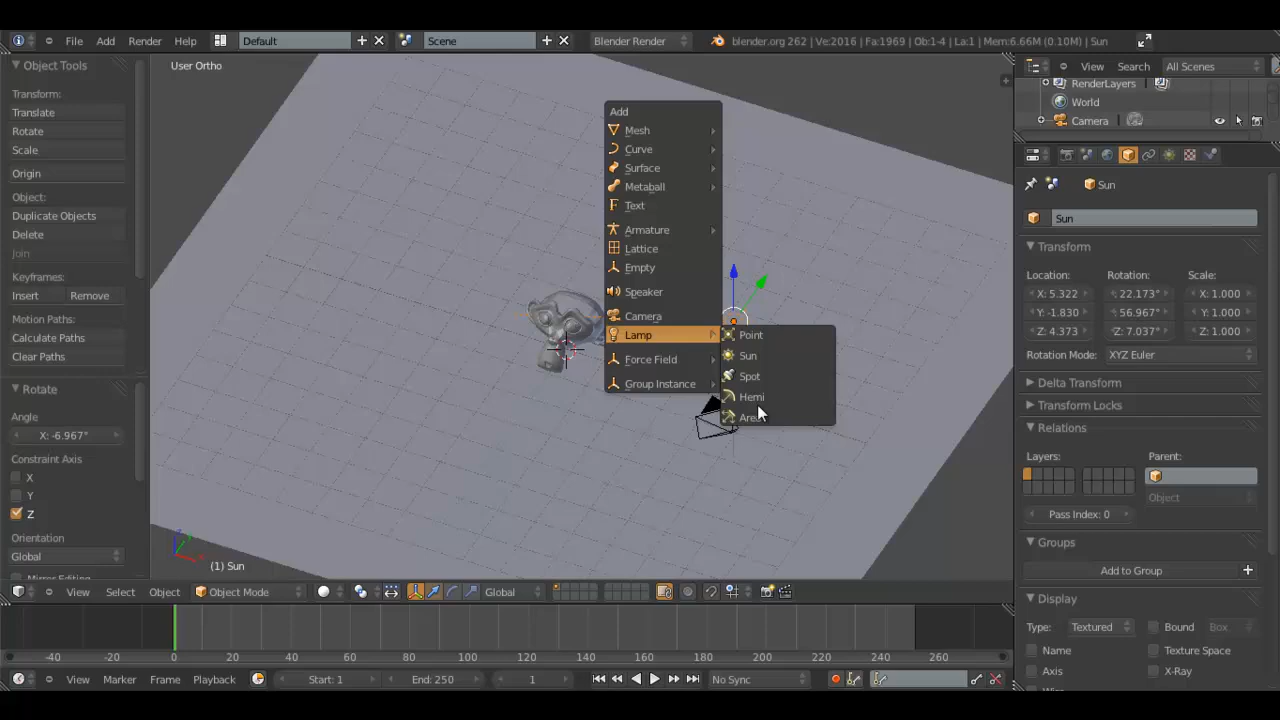 File Add Render Help Default Scene Blender Render blender.org 262 | Ve:2016 | Fa:1969 | Ob:1-4 | La:1 | Mem:6.66M (0.10M) | Sun
Object Tools
Transform:
Translate
Rotate
Scale
Origin
Object:
Duplicate Objects
Delete
Join
Keyframes:
Insert Remove
Motion Paths:
Calculate Paths
Clear Paths
Rotate
Angle
X: -6.967°
Constraint Axis
X
Y
Z
Orientation
Global
User Ortho
(1) Sun
Add
Mesh
Curve
Surface
Metaball
Text
Armature
Lattice
Empty
Speaker
Camera
Lamp
Force Field
Group Instance
Point
Sun
Spot
Hemi
Area
View Search All Scenes
RenderLayers
World
Camera
Sun
Sun
Transform
Location: Rotation: Scale:
X: 5.322 22.173° X: 1.000
Y: -1.830 56.967° Y: 1.000
Z: 4.373 Z: 7.037° Z: 1.000
Rotation Mode: XYZ Euler
Delta Transform
Transform Locks
Relations
Layers: Parent:
Object
Pass Index: 0
Groups
Add to Group
Display
Type: Textured Bound Box
Name Texture Space
Axis X-Ray
View Select Object Object Mode Global
-40 -20 0 20 40 60 80 100 120 140 160 180 200 220 240 260
View Marker Frame Playback Start: 1 End: 250 1 No Sync